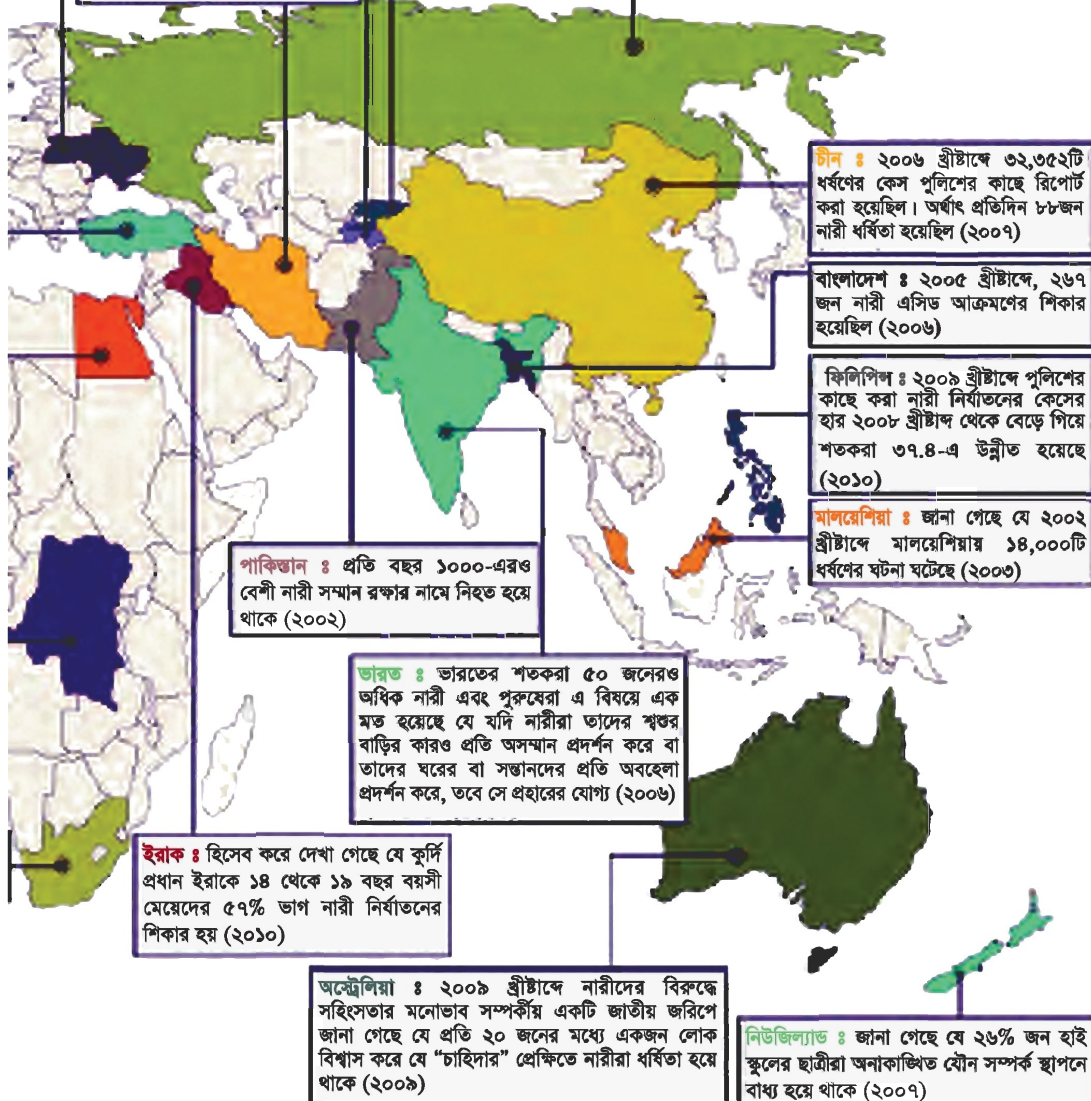 চীন ঃ ২০০৬ খ্রীষ্টাব্দে ৩২,৩৫২টি
ধর্ষণের কেস পুলিশের কাছে রিপোর্ট
করা হয়েছিল। অর্থাৎ প্রতিদিন ৮৮জন
নারী ধর্ষিতা হয়েছিল (২০০৭)
বাংলাদেশ ঃ ২০০৫ খ্রীষ্টাব্দে, ২৬৭
জন নারী এসিড আক্রমণের শিকার
হয়েছিল (২০০৬)
ফিলিপিন্স ঃ ২০০৯ খ্রীষ্টাব্দে পুলিশের
কাছে করা নারী নির্যাতনের কেসের
হার ২০০৮ খ্রীষ্টাব্দ থেকে বেড়ে গিয়ে
শতকরা ৩৭.৪-এ উন্নীত হয়েছে
(২০১০)
মালয়েশিয়া ঃ জানা গেছে যে ২০০২
খ্রীষ্টাব্দে মালয়েশিয়ায় ১৪,০০০টি
ধর্ষণের ঘটনা ঘটেছে (২০০৩)
পাকিস্তান ঃ প্রতি বছর ১০০০-এরও
বেশী নারী সম্মান রক্ষার নামে নিহত হয়ে
থাকে (২০০২)
ভারত ঃ ভারতের শতকরা ৫০ জনেরও
অধিক নারী এবং পুরুষেরা এ বিষয়ে এক
মত হয়েছে যে যদি নারীরা তাদের শ্বশুর
বাড়ির কারও প্রতি অসম্মান প্রদর্শন করে বা
তাদের ঘরের বা সন্তানদের প্রতি অবহেলা
প্রদর্শন করে, তবে সে প্রহারের যোগ্য (২০০৬)
ইরাক ঃ হিসেব করে দেখা গেছে যে কুর্দি
প্রধান ইরাকে ১৪ থেকে ১৯ বছর বয়সী
মেয়েদের ৫৭% ভাগ নারী নির্যাতনের
শিকার হয় (২০১০)
অস্ট্রেলিয়া ঃ ২০০৯ খ্রীষ্টাব্দে নারীদের বিরুদ্ধে
সহিংসতার মনোভাব সম্পর্কীয় একটি জাতীয় জরিপে
জানা গেছে যে প্রতি ২০ জনের মধ্যে একজন লোক
বিশ্বাস করে যে “চাহিদার” প্রেক্ষিতে নারীরা ধর্ষিতা হয়ে
থাকে (২০০৯)
নিউজিল্যান্ড ঃ জানা গেছে যে ২৬% জন হাই
স্কুলের ছাত্রীরা অনাকাঙ্খিত যৌন সম্পর্ক স্থাপনে
বাধ্য হয়ে থাকে (২০০৭)